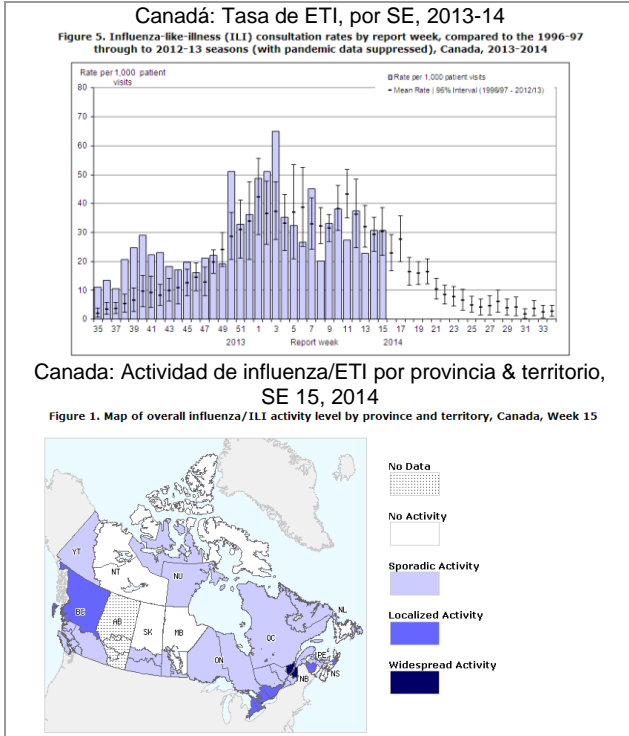 Canadá: Tasa de ETI, por SE, 2013-14
Figure 5. Influenza-like-illness (ILI) consultation rates by report week, compared to the 1996-97
through to 2012-13 seasons (with pandemic data suppressed), Canada, 2013-2014
Rate per 1,000 patient
visits
Rate per 1,000 patient visits
Mean Rate | 95% Interval (1996/97 - 2012/13)
80
70
60
50
40
30
20
10
0
35 37 39 41 43 45 47 49 51 1 3 5 7 9 11 13 15 17 19 21 23 25 27 29 31 33
2013 Report week 2014
Canada: Actividad de influenza/ETI por provincia & territorio,
SE 15, 2014
Figure 1. Map of overall influenza/ILI activity level by province and territory, Canada, Week 15
No Data
No Activity
Sporadic Activity
Localized Activity
Widespread Activity
YT
NT
NU
BC
AB
SK
MB
ON
QC
NL
PE
NB
NS